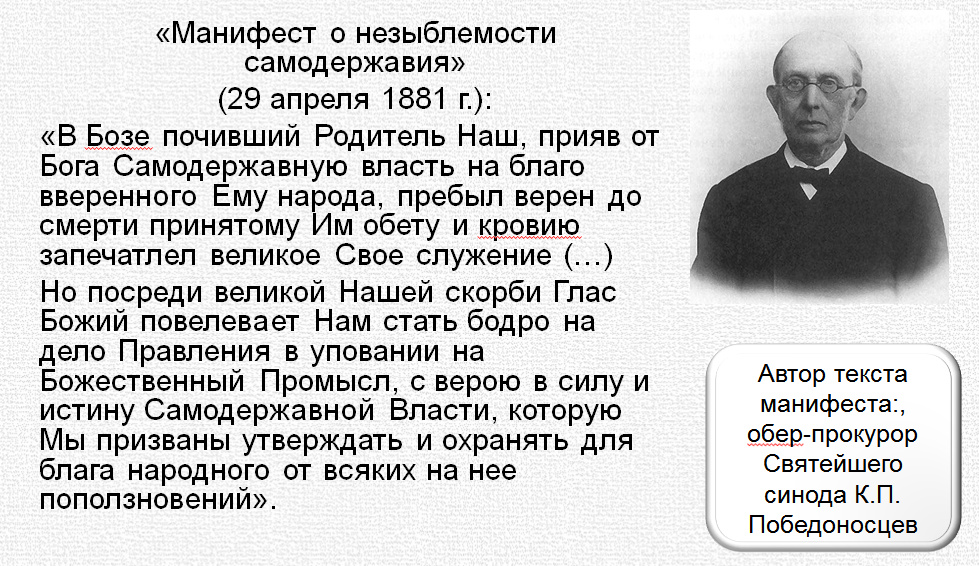 «Манифест о незыблемости
самодержавия»
(29 апреля 1881 г.):
«В Бозе почивший Родитель Наш, прияв от
Бога Самодержавную власть на благо
вверенного Ему народа, пребыл верен до
смерти принятому Им обету и кровию
запечатлел великое Свое служение (…)
Но посреди великой Нашей скорби Глас
Божий повелевает Нам стать бодро на
дело Правления в уповании на
Божественный Промысл, с верою в силу и
истину Самодержавной Власти, которую
Мы призваны утверждать и охранять для
блага народного от всяких на нее
поползновений».
Автор текста
манифеста:,
обер-прокурор
Святейшего
синода К.П.
Победоносцев